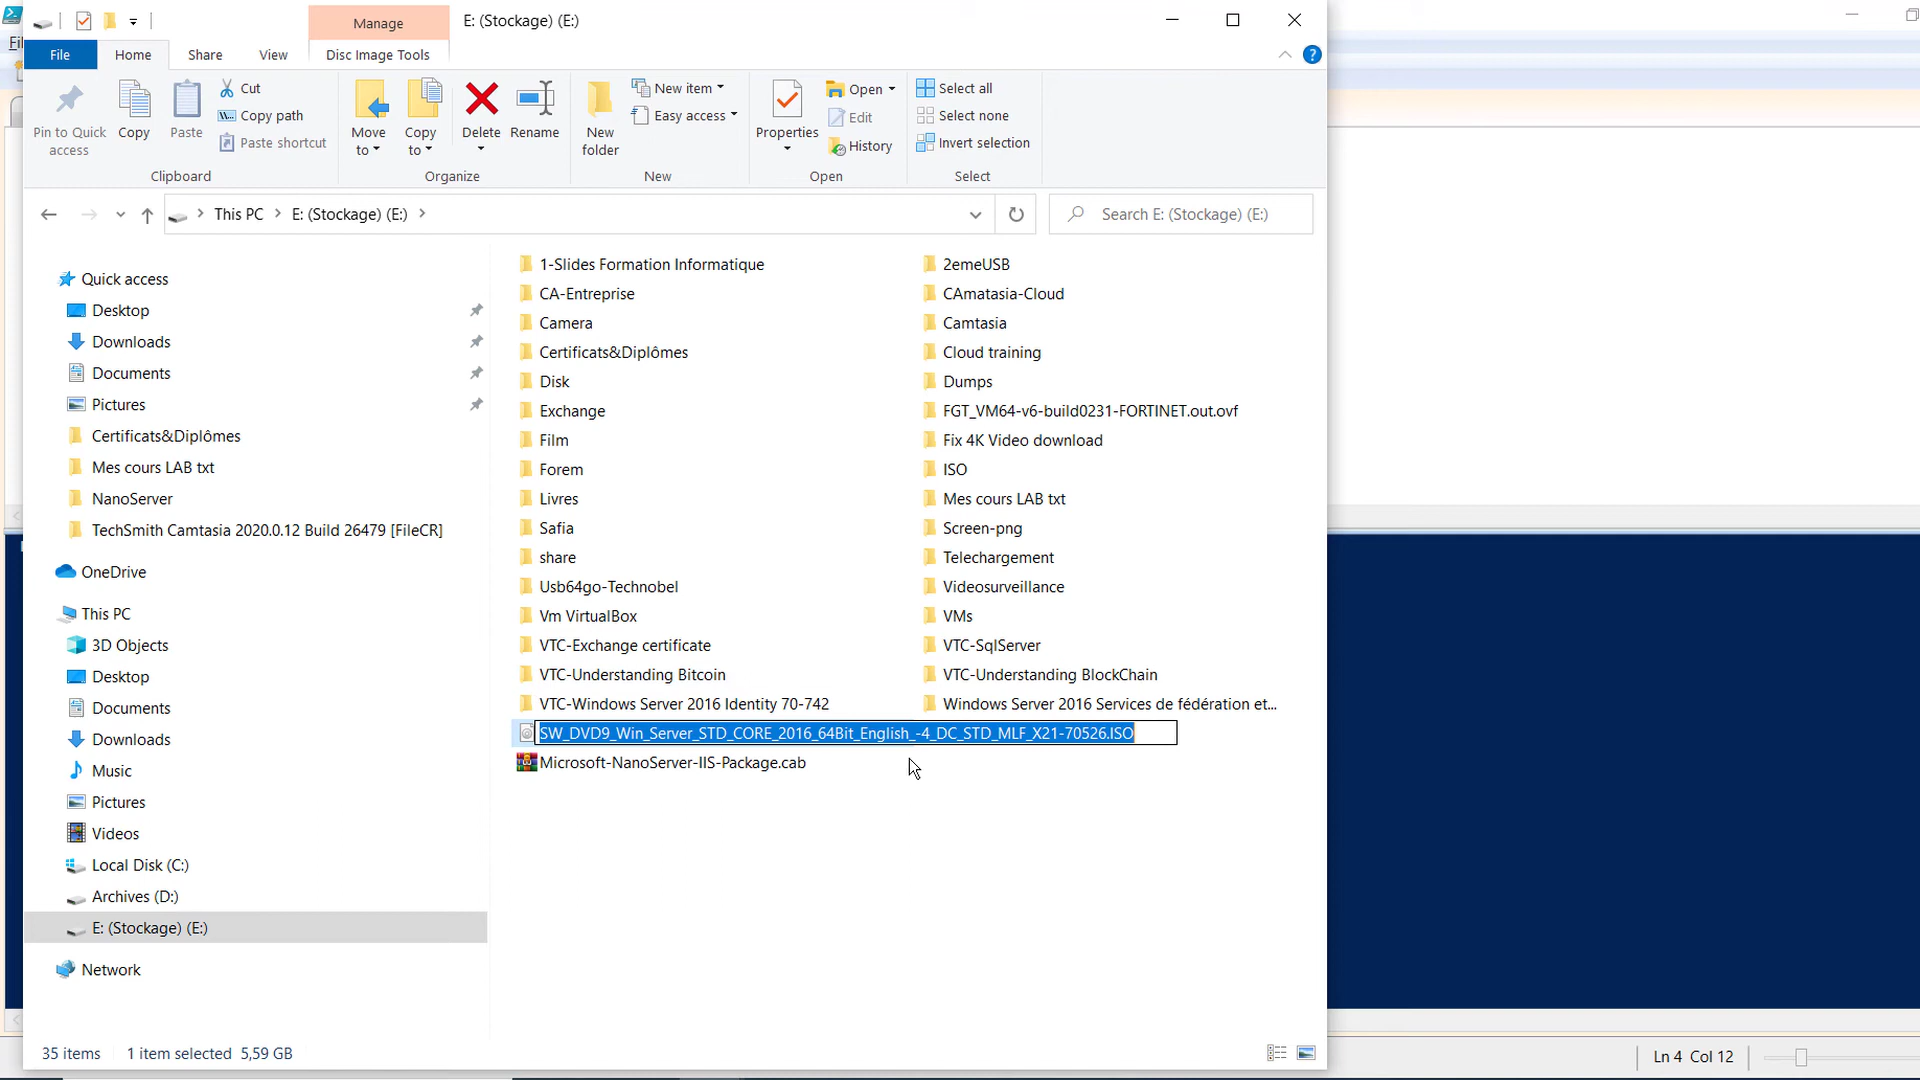 E: (Stockage) (E:)
Manage
File
Home
Share
View
Disc Image Tools
Pin to Quick access
Copy
Paste
Cut
Copy path
Paste shortcut
Clipboard
Move to
Copy to
Delete
Rename
Organize
New folder
New item
Easy access
New
Properties
Open
Edit
History
Open
Select all
Select none
Invert selection
Select
This PC
E: (Stockage) (E:)
Search E: (Stockage) (E:)
Quick access
Desktop
Downloads
Documents
Pictures
Certificats&Diplômes
Mes cours LAB txt
NanoServer
TechSmith Camtasia 2020.0.12 Build 26479 [FileCR]
OneDrive
This PC
3D Objects
Desktop
Documents
Downloads
Music
Pictures
Videos
Local Disk (C:)
Archives (D:)
E: (Stockage) (E:)
Network
1-Slides Formation Informatique
2emeUSB
CA-Entreprise
CAmatasia-Cloud
Camera
Camtasia
Certificats&Diplômes
Cloud training
Disk
Dumps
Exchange
FGT_VM64-v6-build0231-FORTINET.out.ovf
Film
Fix 4K Video download
Forem
ISO
Livres
Mes cours LAB txt
Safia
Screen-png
share
Telechargement
Usb64go-Technobel
Videosurveillance
Vm VirtualBox
VMs
VTC-Exchange certificate
VTC-SqlServer
VTC-Understanding Bitcoin
VTC-Understanding BlockChain
VTC-Windows Server 2016 Identity 70-742
Windows Server 2016 Services de fédération et...
SW_DVD9_Win_Server_STD_CORE_2016_64Bit_English_-4_DC_STD_MLF_X21-70526.ISO
Microsoft-NanoServer-IIS-Package.cab
35 items
1 item selected 5,59 GB
Ln 4 Col 12